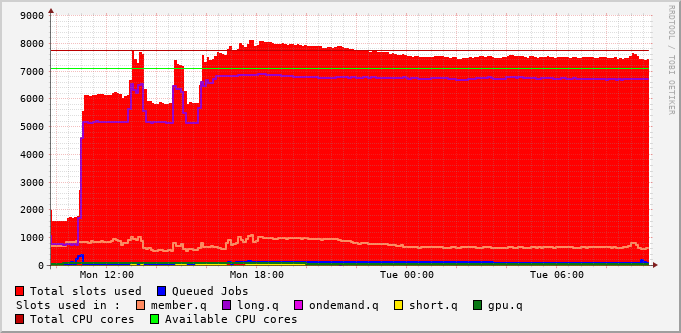 9000
8000
7000
6000
5000
4000
3000
2000
1000
0
Mon 12:00 Mon 18:00 Tue 00:00 Tue 06:00
RRDTOOL / TOBI OETIKER
Total slots used Queued Jobs
Slots used in : member.q long.q ondemand.q short.q gpu.q
Total CPU cores Available CPU cores